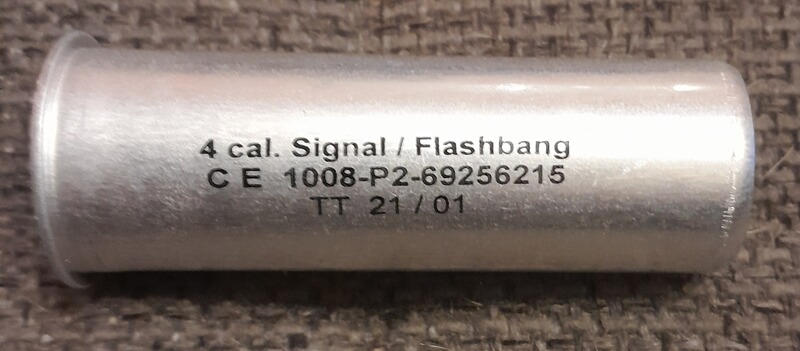 4 cal. Signal / Flashbang
C E 1008-P2-69256215
TT 21 / 01